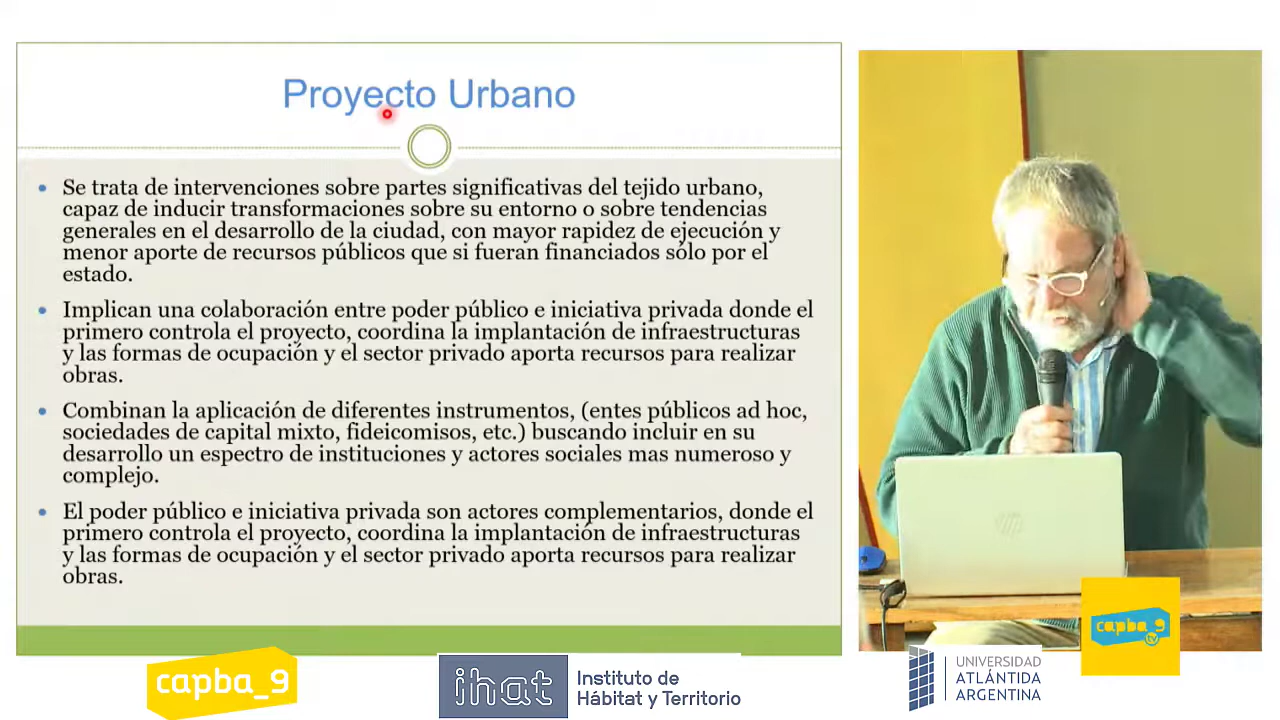 Proyecto Urbano
Se trata de intervenciones sobre partes significativas del tejido urbano,
capaz de inducir transformaciones sobre su entorno o sobre tendencias
generales en el desarrollo de la ciudad, con mayor rapidez de ejecución y
menor aporte de recursos públicos que si fueran financiados sólo por el
estado.
Implican una colaboración entre poder público e iniciativa privada donde el
primero controla el proyecto, coordina la implantación de infraestructuras
y las formas de ocupación y el sector privado aporta recursos para realizar
obras.
Combinan la aplicación de diferentes instrumentos, (entes públicos ad hoc,
sociedades de capital mixto, fideicomisos, etc.) buscando incluir en su
desarrollo un espectro de instituciones y actores sociales mas numeroso y
complejo.
El poder público e iniciativa privada son actores complementarios, donde el
primero controla el proyecto, coordina la implantación de infraestructuras
y las formas de ocupación y el sector privado aporta recursos para realizar
obras.
hp
capba_9
tv
capba_9
ihat
Instituto de
Hábitat y Territorio
UNIVERSIDAD
ATLÁNTIDA
ARGENTINA